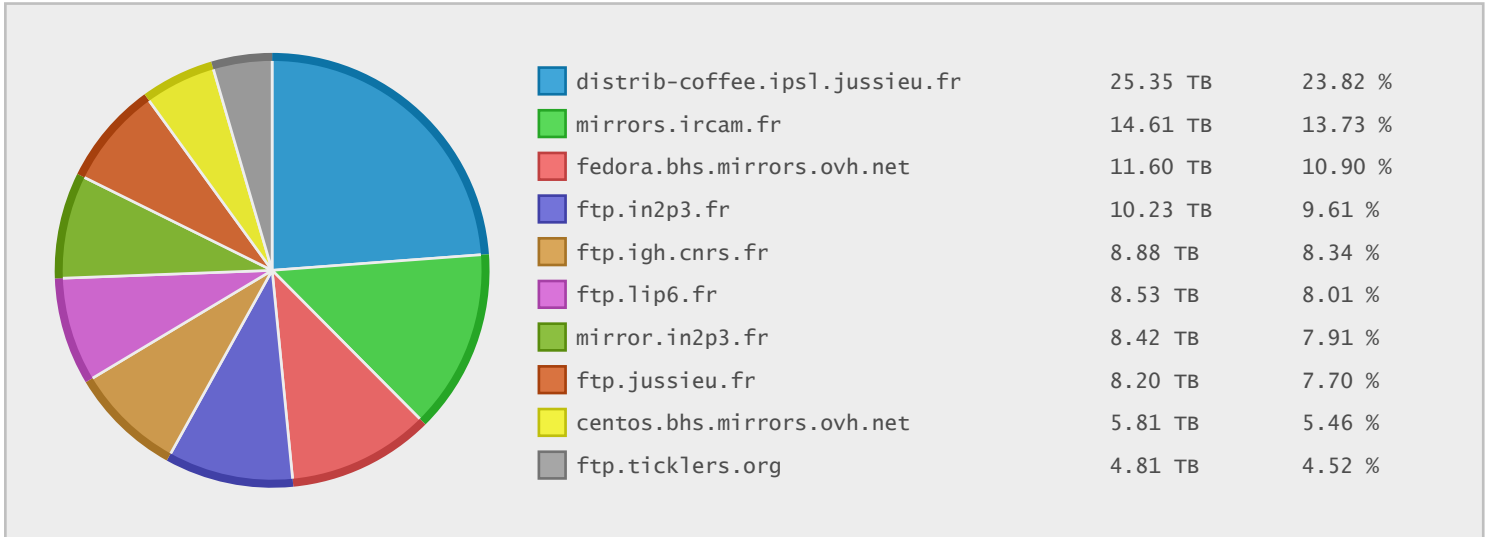 distrib-coffee.ipsl.jussieu.fr 25.35 TB 23.82 %
mirrors.ircam.fr 14.61 TB 13.73 %
fedora.bhs.mirrors.ovh.net 11.60 TB 10.90 %
ftp.in2p3.fr 10.23 TB 9.61 %
ftp.igh.cnrs.fr 8.88 TB 8.34 %
ftp.lip6.fr 8.53 TB 8.01 %
mirror.in2p3.fr 8.42 TB 7.91 %
ftp.jussieu.fr 8.20 TB 7.70 %
centos.bhs.mirrors.ovh.net 5.81 TB 5.46 %
ftp.ticklers.org 4.81 TB 4.52 %